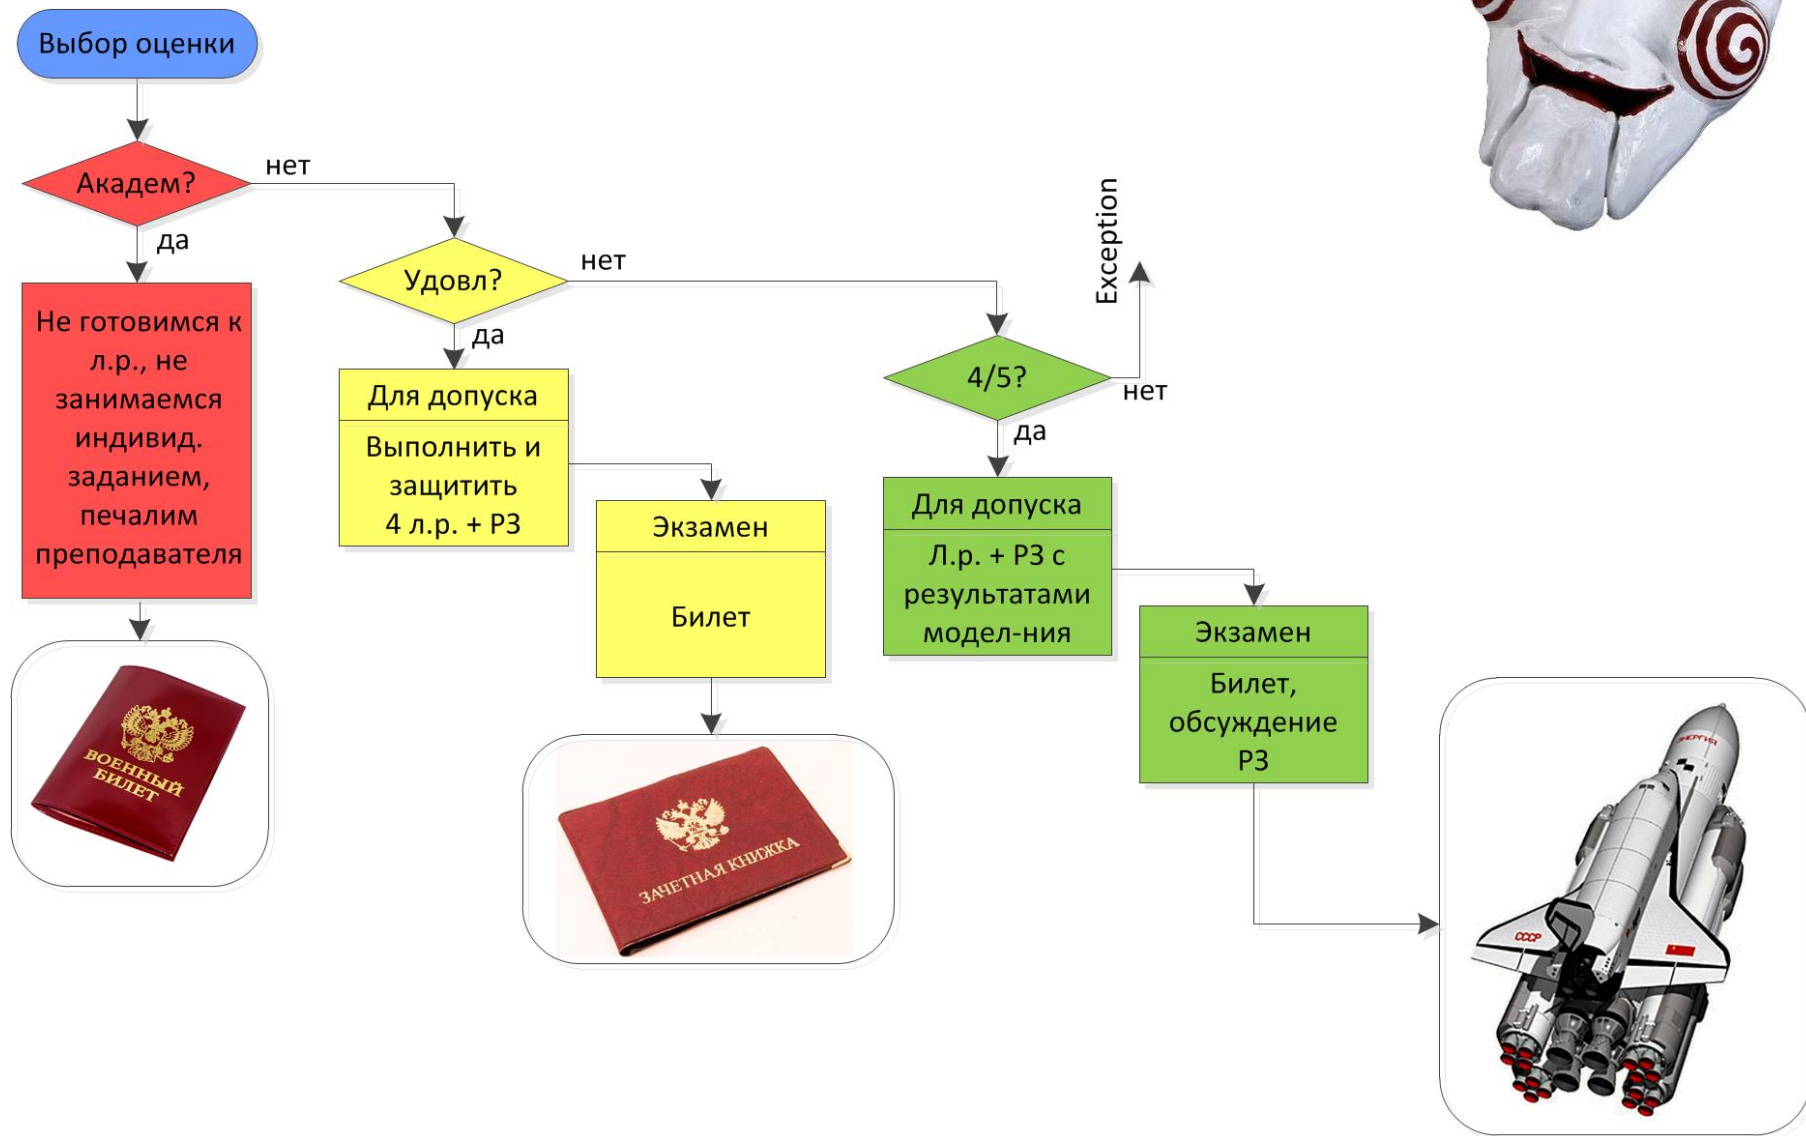 Выбор оценки
Академ?
нет
да
Не готовимся к
л.р., не
занимаемся
индивид.
заданием,
печалим
преподавателя
ВОЕННЫЙ
БИЛЕТ
Удовл?
нет
да
Для допуска
Выполнить и
защитить
4 л.р. + РЗ
Экзамен
Билет
ЗАЧЕТНАЯ КНИЖКА
4/5?
нет
Exception
да
Для допуска
Л.р. + РЗ с
результатами
модел-ния
Экзамен
Билет,
обсуждение
РЗ
ЭНЕРГИЯ
СССР